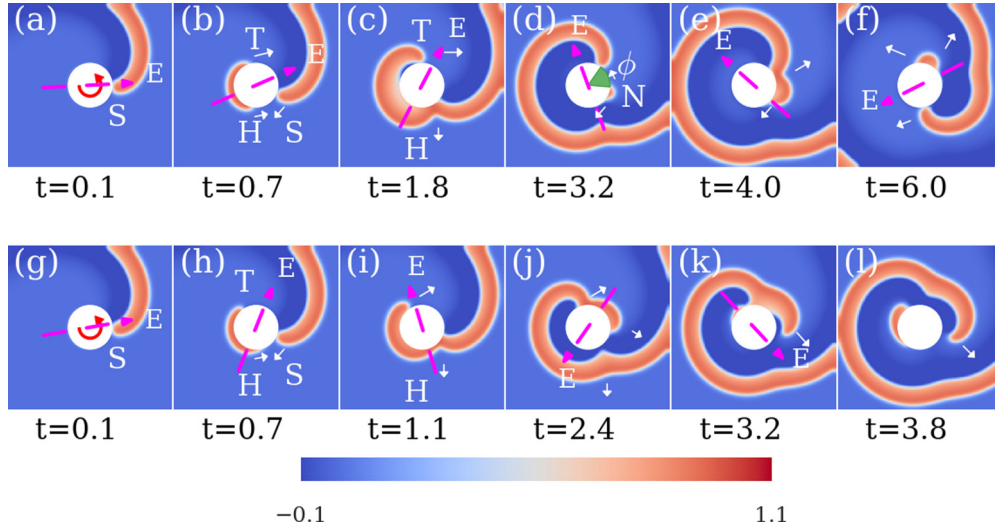 (a) (b) (c) (d) (e) (f)
E S
T E H S
T E H
E ϕ N
E
E
t=0.1 t=0.7 t=1.8 t=3.2 t=4.0 t=6.0
(g) (h) (i) (j) (k) (l)
E S
T E H S
E H
E
E
t=0.1 t=0.7 t=1.1 t=2.4 t=3.2 t=3.8
−0.1 1.1